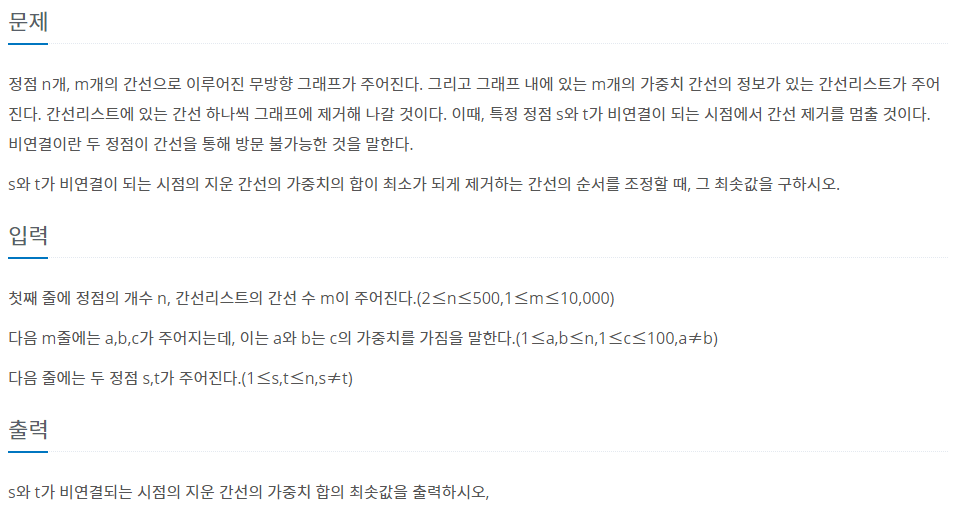 문제
정점 n개, m개의 간선으로 이루어진 무방향 그래프가 주어진다. 그리고 그래프 내에 있는 m개의 가중치 간선의 정보가 있는 간선리스트가 주어
진다. 간선리스트에 있는 간선 하나씩 그래프에 제거해 나갈 것이다. 이때, 특정 정점 s와 t가 비연결이 되는 시점에서 간선 제거를 멈출 것이다.
비연결이란 두 정점이 간선을 통해 방문 불가능한 것을 말한다.
s와 t가 비연결이 되는 시점의 지운 간선의 가중치의 합이 최소가 되게 제거하는 간선의 순서를 조정할 때, 그 최솟값을 구하시오.
입력
첫째 줄에 정점의 개수 n, 간선리스트의 간선 수 m이 주어진다.(2≤n≤500,1≤m≤10,000)
다음 m줄에는 a,b,c가 주어지는데, 이는 a와 b는 c의 가중치를 가짐을 말한다.(1≤a,b≤n,1≤c≤100,a≠b)
다음 줄에는 두 정점 s,t가 주어진다.(1≤s,t≤n,s≠t)
출력
s와 t가 비연결되는 시점의 지운 간선의 가중치 합의 최솟값을 출력하시오,